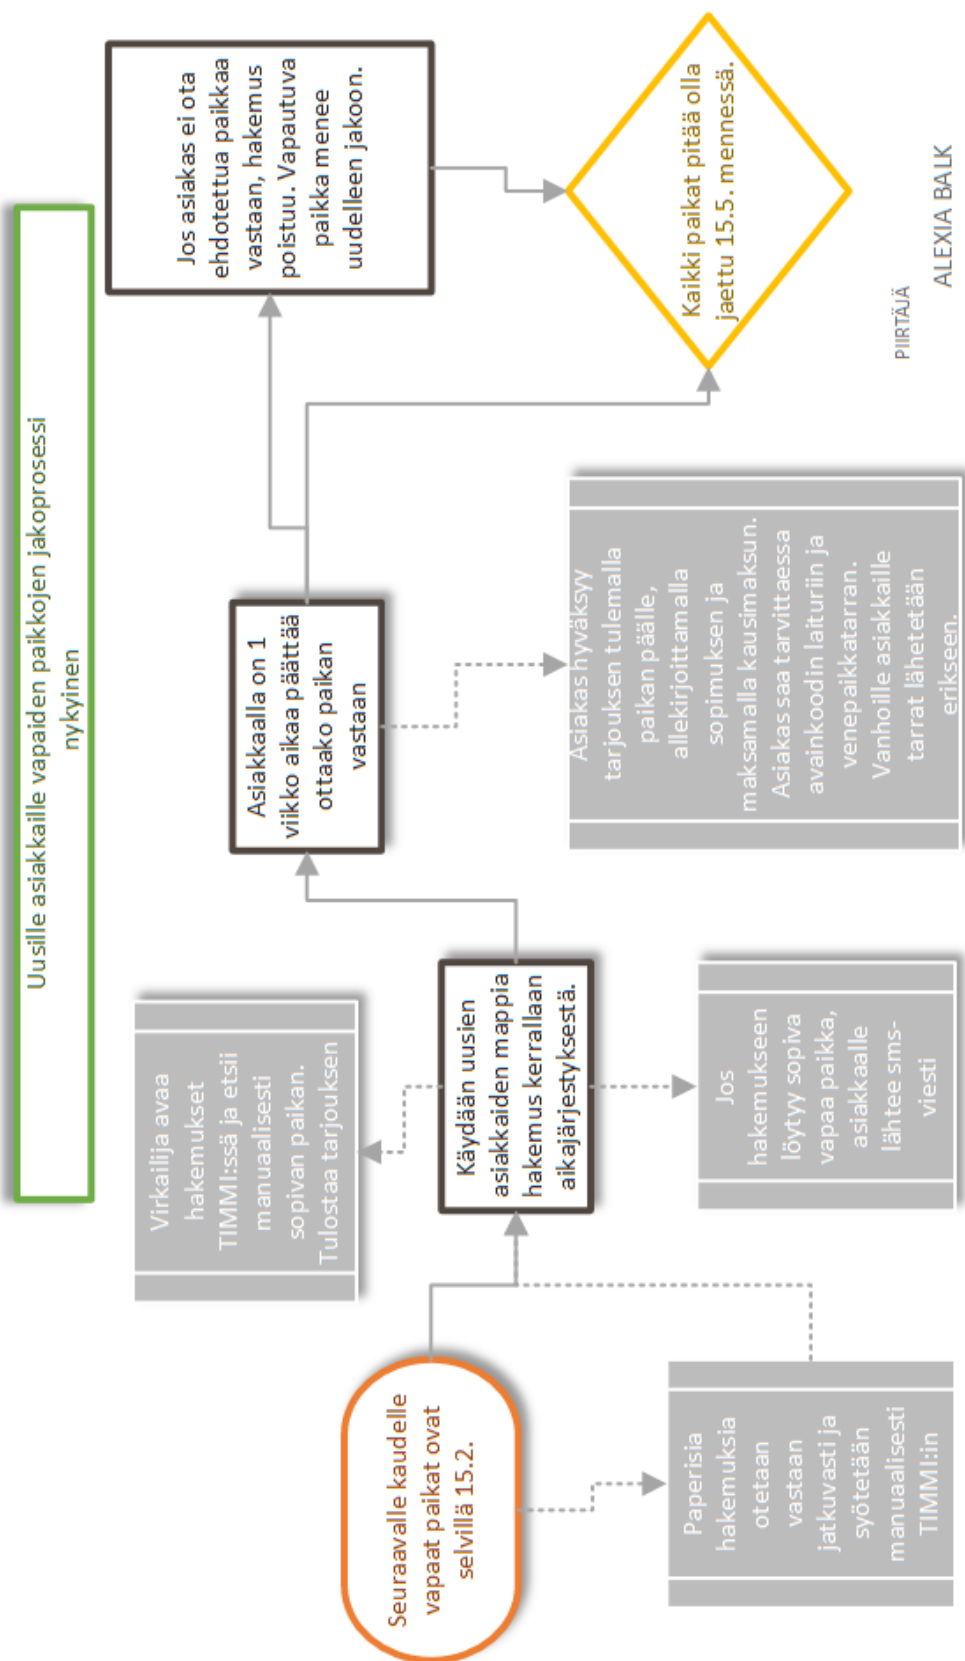 Uusille asiakkaille vapaiden paikkojen jakoprosessi
nykyinen
Seuraavalle kaudelle
vapaat paikat ovat
selvillä 15.2.
Paperisia
hakemuksia
otetaan
vastaan
jatkuvasti ja
syötetään
manuaalisesti
TIMMI:in
Virkailija avaa
hakemukset
TIMMI:ssä ja etsii
manuaalisesti
sopivan paikan.
Tulostaa tarjouksen
Käydään uusien
asiakkaiden mappia
hakemus kerrallaan
aikajärjestyksestä.
Jos
hakemukseen
löytyy sopiva
vapaa paikka,
asiakkaalle
lähtee sms-
viesti
Asiakkaalla on 1
viikko aikaa päättää
ottaako paikan
vastaan
Asiakas hyväksyy
tarjouksen tulemalla
paikan päälle,
allekirjoittamalla
sopimuksen ja
maksamalla kausimaksun.
Asiakas saa tarvittaessa
avainkoodin laituriin ja
venepaikkatarran.
Vanhoille asiakkaille
tarrat lähetetään
erikseen.
Jos asiakas ei ota
ehdotettua paikkaa
vastaan, hakemus
poistuu. Vapautuva
paikka menee
uudelleen jakoon.
Kaikki paikat pitää olla
jaettu 15.5. mennessä.
PIIRTÄJÄ
ALEXIA BALK